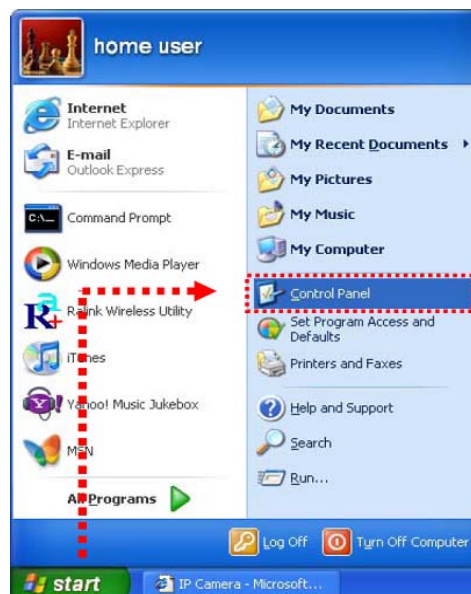 home user
Internet
Internet Explorer
E-mail
Outlook Express
C:\_
Command Prompt
Windows Media Player
Ralink Wireless Utility
iTunes
Yahoo! Music Jukebox
MSN
All Programs
My Documents
My Recent Documents
My Pictures
My Music
My Computer
Control Panel
Set Program Access and
Defaults
Printers and Faxes
Help and Support
Search
Run...
Log Off
Turn Off Computer
start
IP Camera - Microsoft...